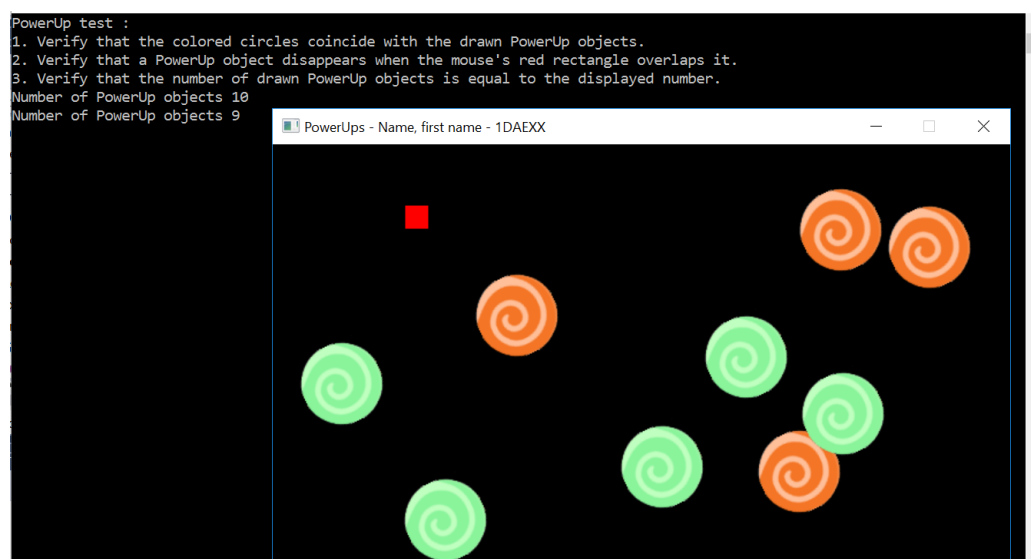 PowerUp test :
1. Verify that the colored circles coincide with the drawn PowerUp objects.
2. Verify that a PowerUp object disappears when the mouse's red rectangle overlaps it.
3. Verify that the number of drawn PowerUp objects is equal to the displayed number.
Number of PowerUp objects 10
Number of PowerUp objects 9
PowerUps - Name, first name - 1DAEXX